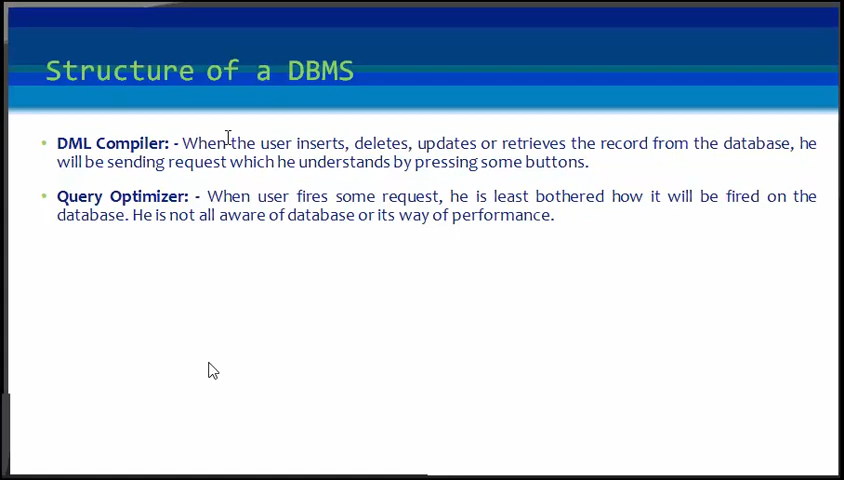 Structure of a DBMS
• DML Compiler: - When the user inserts, deletes, updates or retrieves the record from the database, he
will be sending request which he understands by pressing some buttons.
• Query Optimizer: - When user fires some request, he is least bothered how it will be fired on the
database. He is not all aware of database or its way of performance.